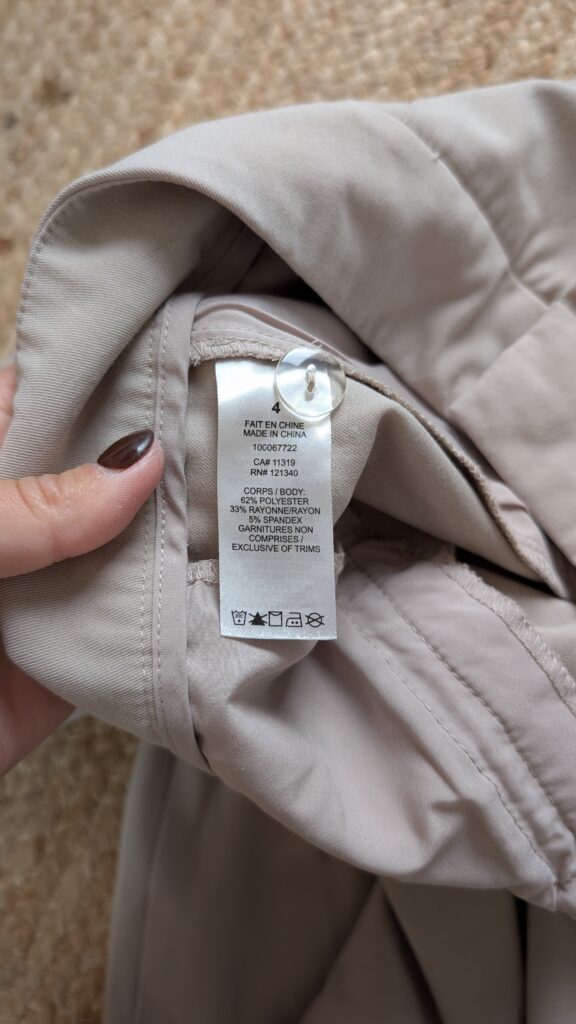 4
FAIT EN CHINE
MADE IN CHINA
100067722
CA# 11319
RN# 121340
CORPS / BODY:
62% POLYESTER
33% RAYONNE/RAYON
5% SPANDEX
GARNITURES NON
COMPRISES /
EXCLUSIVE OF TRIMS